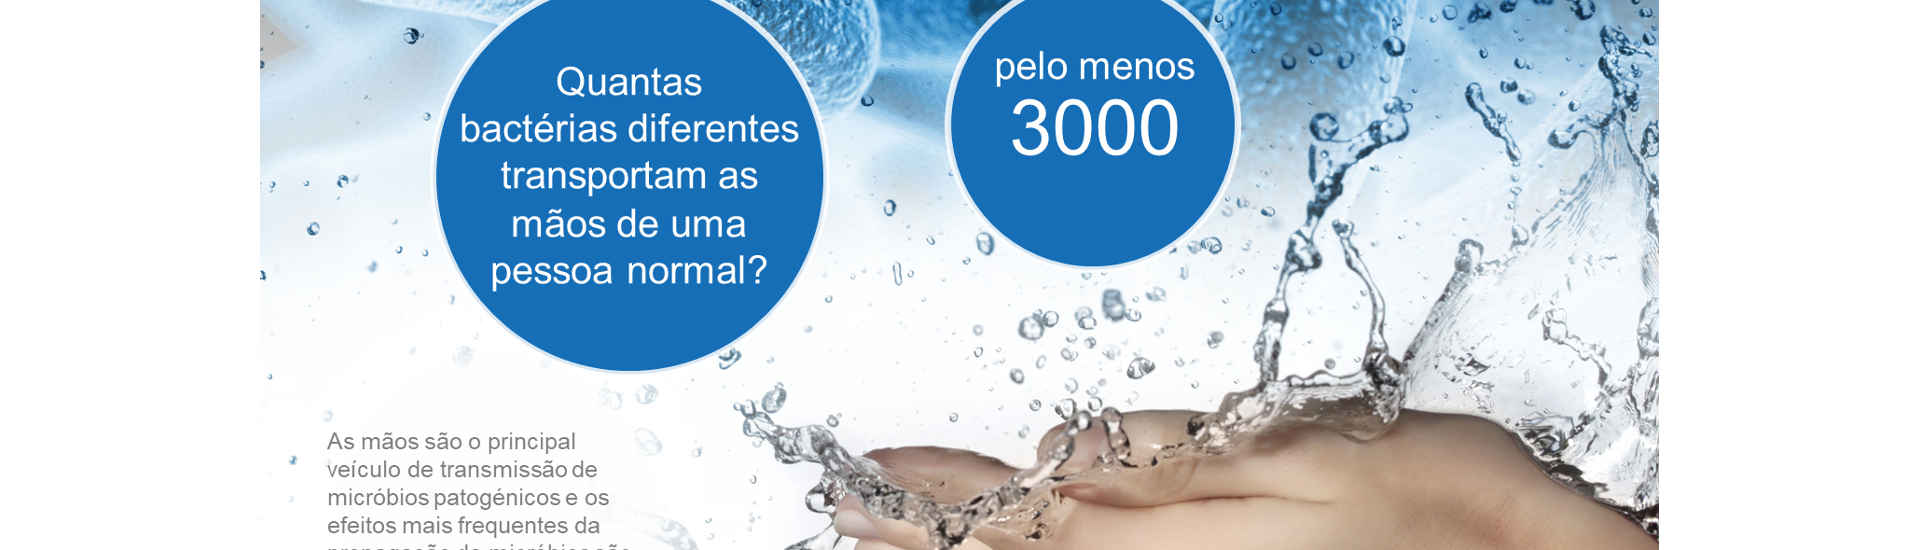 Quantas
bactérias diferentes
transportam as
mãos de uma
pessoa normal?
pelo menos
3000
As mãos são o principal
veículo de transmissão de
micróbios patogénicos e os
efeitos mais frequentes da